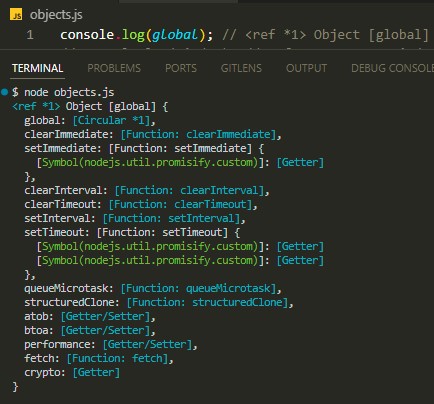 JS objects.js
1 console.log(global); // <ref *1> Object [global]
TERMINAL PROBLEMS PORTS GITLENS OUTPUT DEBUG CONSOLE
$ node objects.js
<ref *1> Object [global] {
  global: [Circular *1],
  clearImmediate: [Function: clearImmediate],
  setImmediate: [Function: setImmediate] {
    [Symbol(nodejs.util.promisify.custom)]: [Getter]
  },
  clearInterval: [Function: clearInterval],
  clearTimeout: [Function: clearTimeout],
  setInterval: [Function: setInterval],
  setTimeout: [Function: setTimeout] {
    [Symbol(nodejs.util.promisify.custom)]: [Getter]
    [Symbol(nodejs.util.promisify.custom)]: [Getter]
  },
  queueMicrotask: [Function: queueMicrotask],
  structuredClone: [Function: structuredClone],
  atob: [Getter/Setter],
  btoa: [Getter/Setter],
  performance: [Getter/Setter],
  fetch: [Function: fetch],
  crypto: [Getter]
}